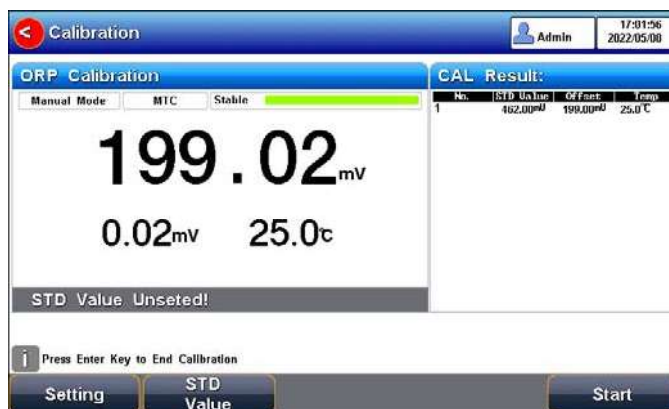 < Calibration
Admin
17:01:56
2022/05/08
ORP Calibration
Manual Mode MTC Stable
199.02mV
0.02mV 25.0℃
STD Value Unseted!
CAL Result:
No. STD Value Offset Temp
1 462.00mV 199.00mV 25.0℃
i Press Enter Key to End Calibration
Setting
STD
Value
Start